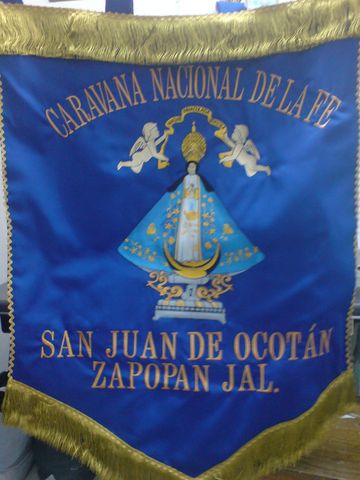 CARAVANA NACIONAL DE LA FE
SAN JUAN DE OCOTÁN
ZAPOPAN JAL.